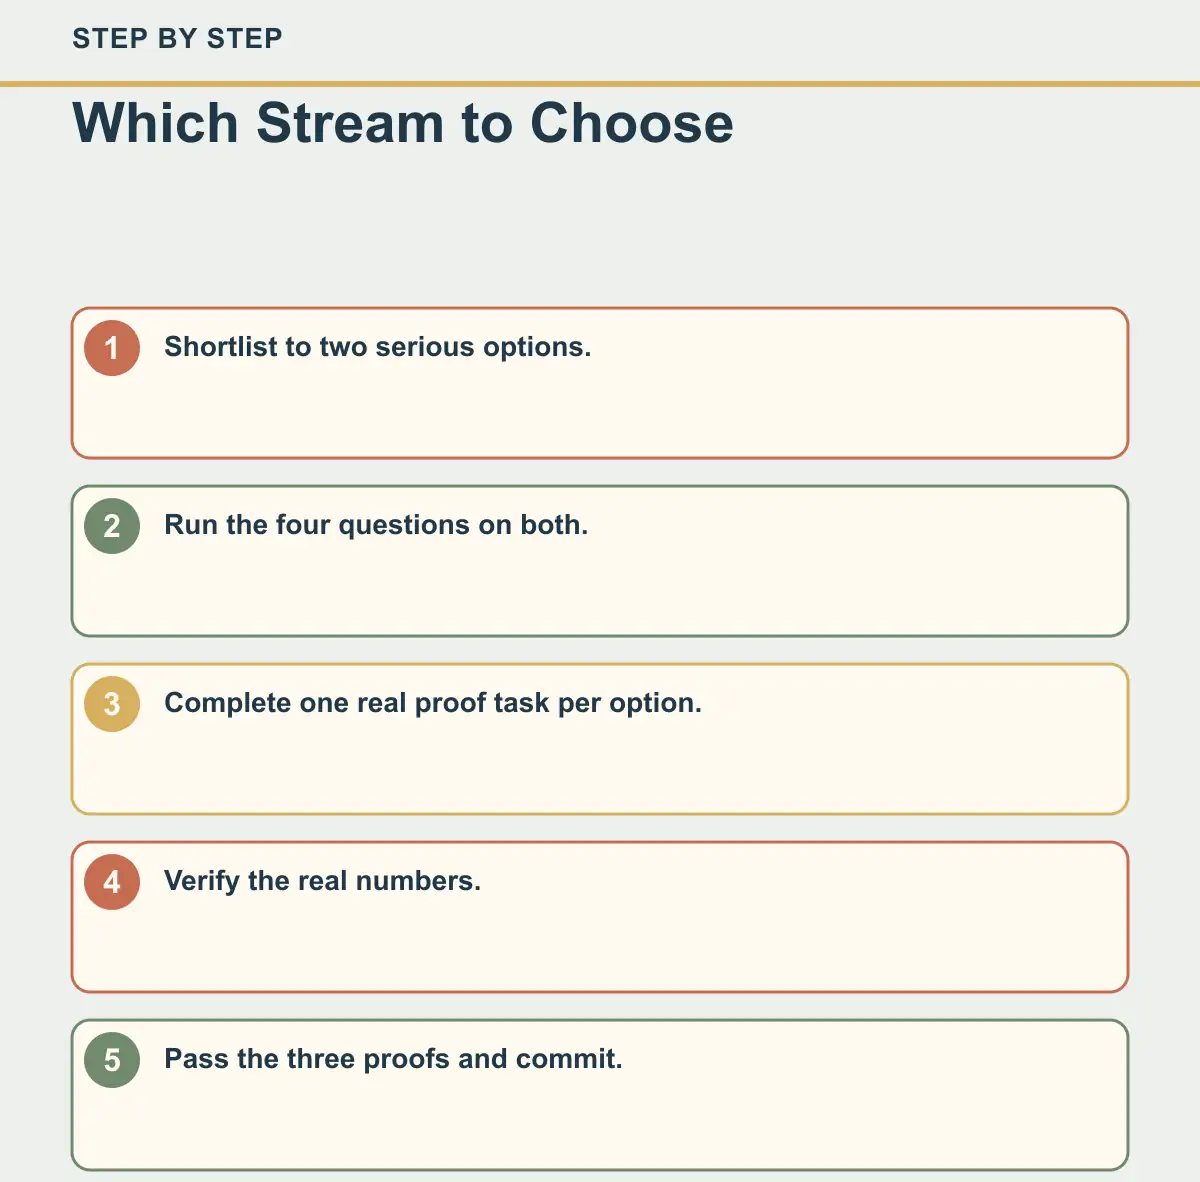 STEP BY STEP
Which Stream to Choose
1 Shortlist to two serious options.
2 Run the four questions on both.
3 Complete one real proof task per option.
4 Verify the real numbers.
5 Pass the three proofs and commit.